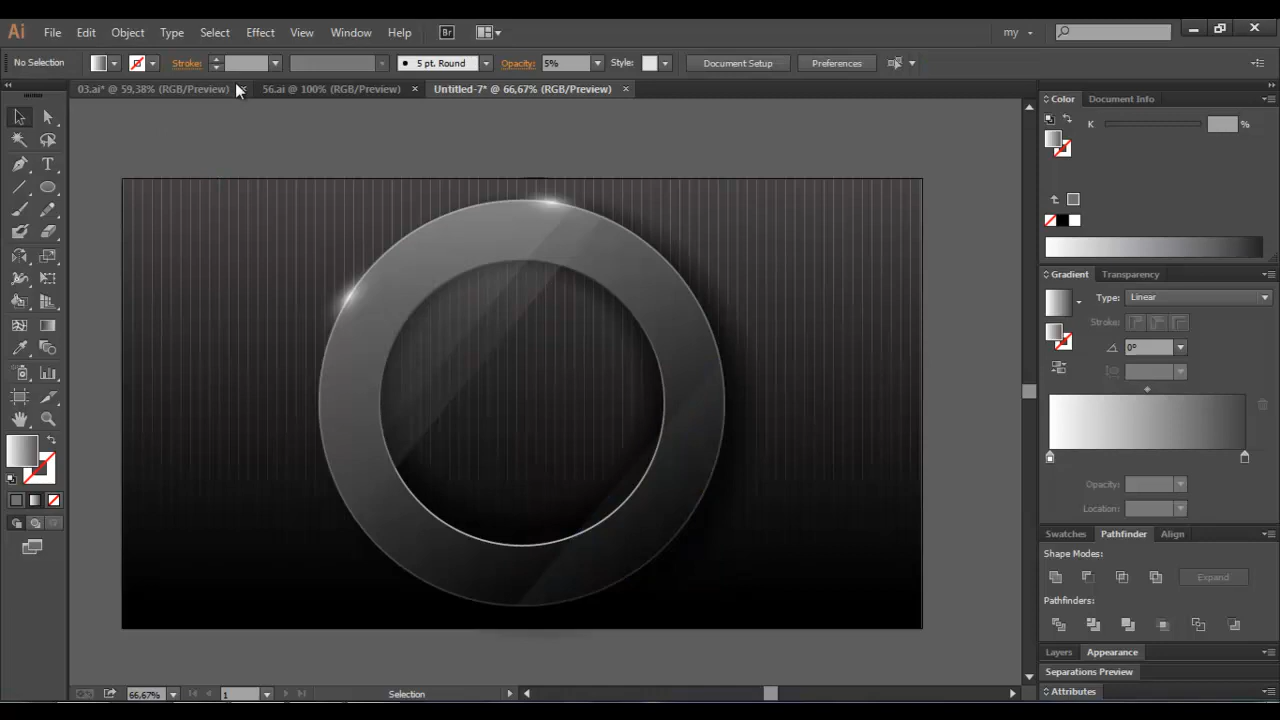 Ai File Edit Object Type Select Effect View Window Help Br my
No Selection Stroke: 5 pt. Round Opacity: 5% Style: Document Setup Preferences
03.ai* @ 59,38% (RGB/Preview) 56.ai @ 100% (RGB/Preview) Untitled-7* @ 66,67% (RGB/Preview)
Color Document Info
K %
Gradient Transparency
Type: Linear
Stroke:
0°
Opacity:
Location:
Swatches Pathfinder Align
Shape Modes:
Expand
Pathfinders:
Layers Appearance
Separations Preview
Attributes
66,67% 1 Selection